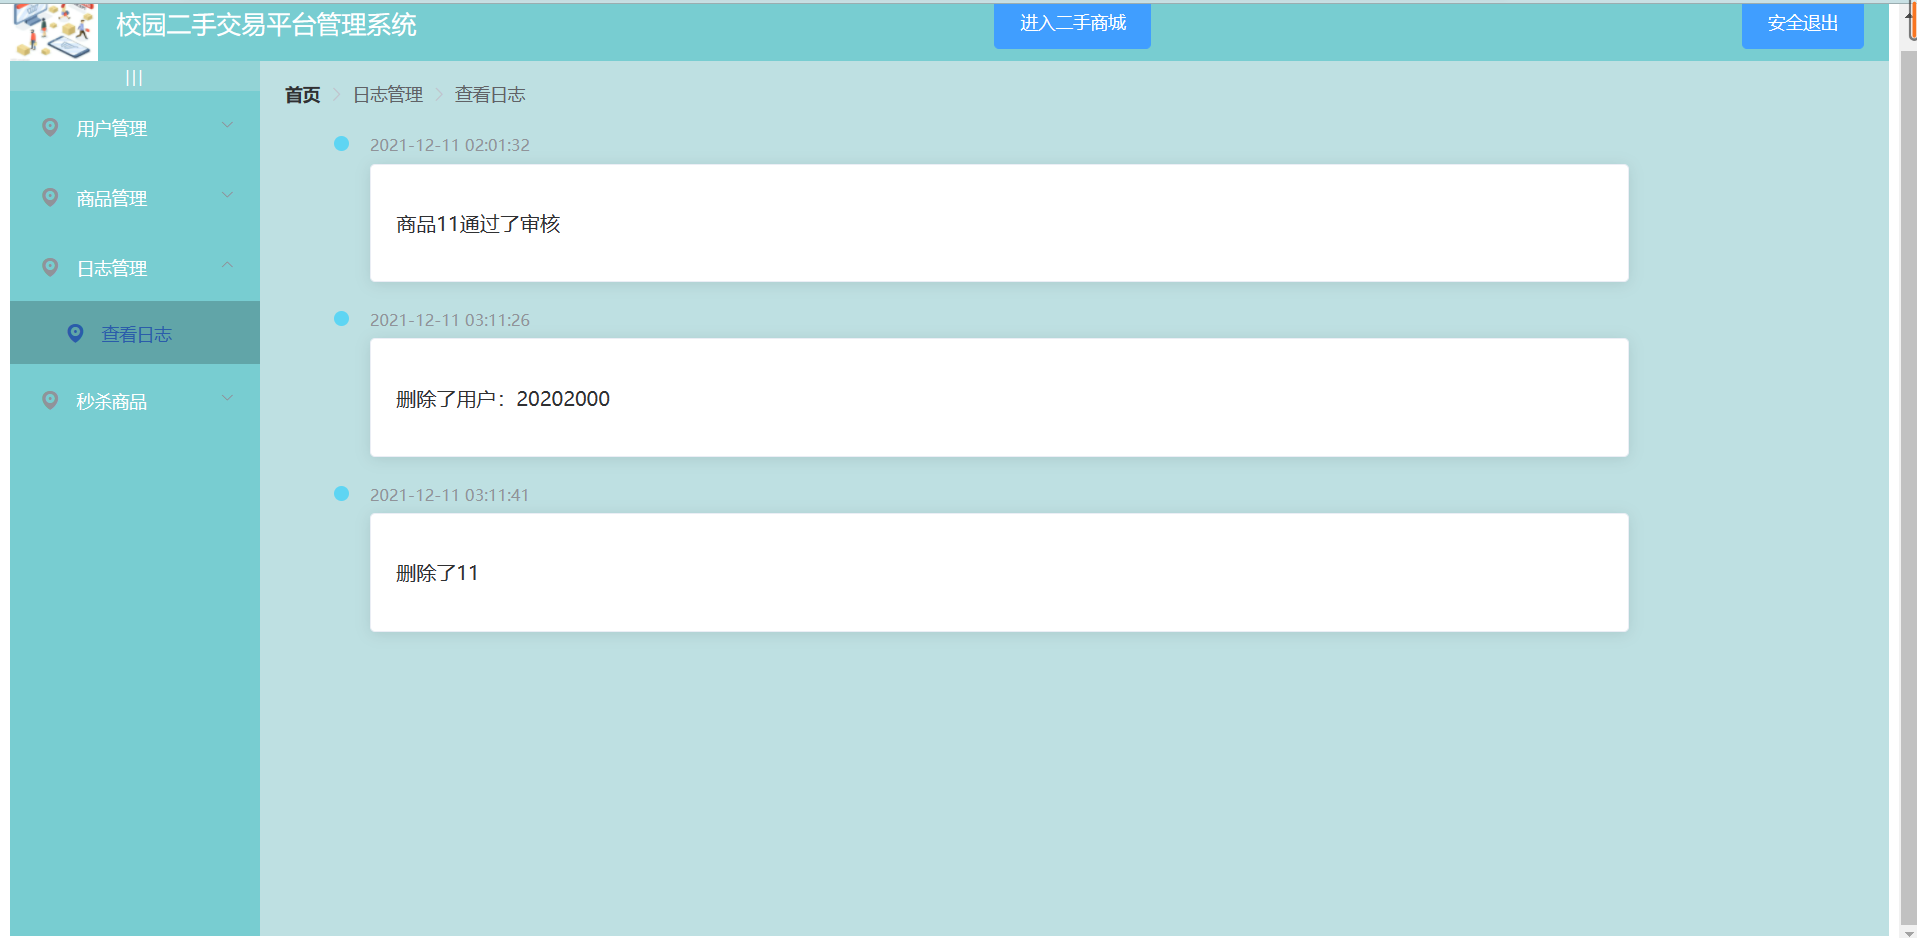 校园二手交易平台管理系统
进入二手商城
安全退出
|||
用户管理
商品管理
日志管理
查看日志
秒杀商品
首页 > 日志管理 > 查看日志
2021-12-11 02:01:32
商品11通过了审核
2021-12-11 03:11:26
删除了用户：20202000
2021-12-11 03:11:41
删除了11